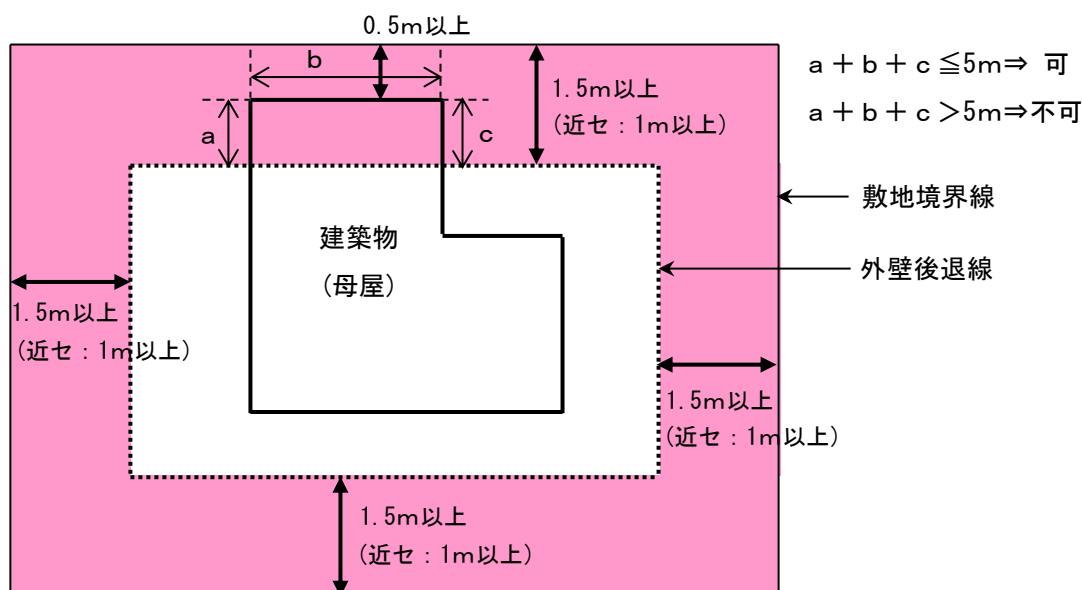 0.5ｍ以上
ｂ
ａ
ｃ
1.5ｍ以上
(近セ：1ｍ以上)
ａ＋ｂ＋ｃ≦5ｍ⇒ 可
ａ＋ｂ＋ｃ＞5ｍ⇒不可
敷地境界線
建築物
(母屋)
外壁後退線
1.5ｍ以上
(近セ：1ｍ以上)
1.5ｍ以上
(近セ：1ｍ以上)
1.5ｍ以上
(近セ：1ｍ以上)